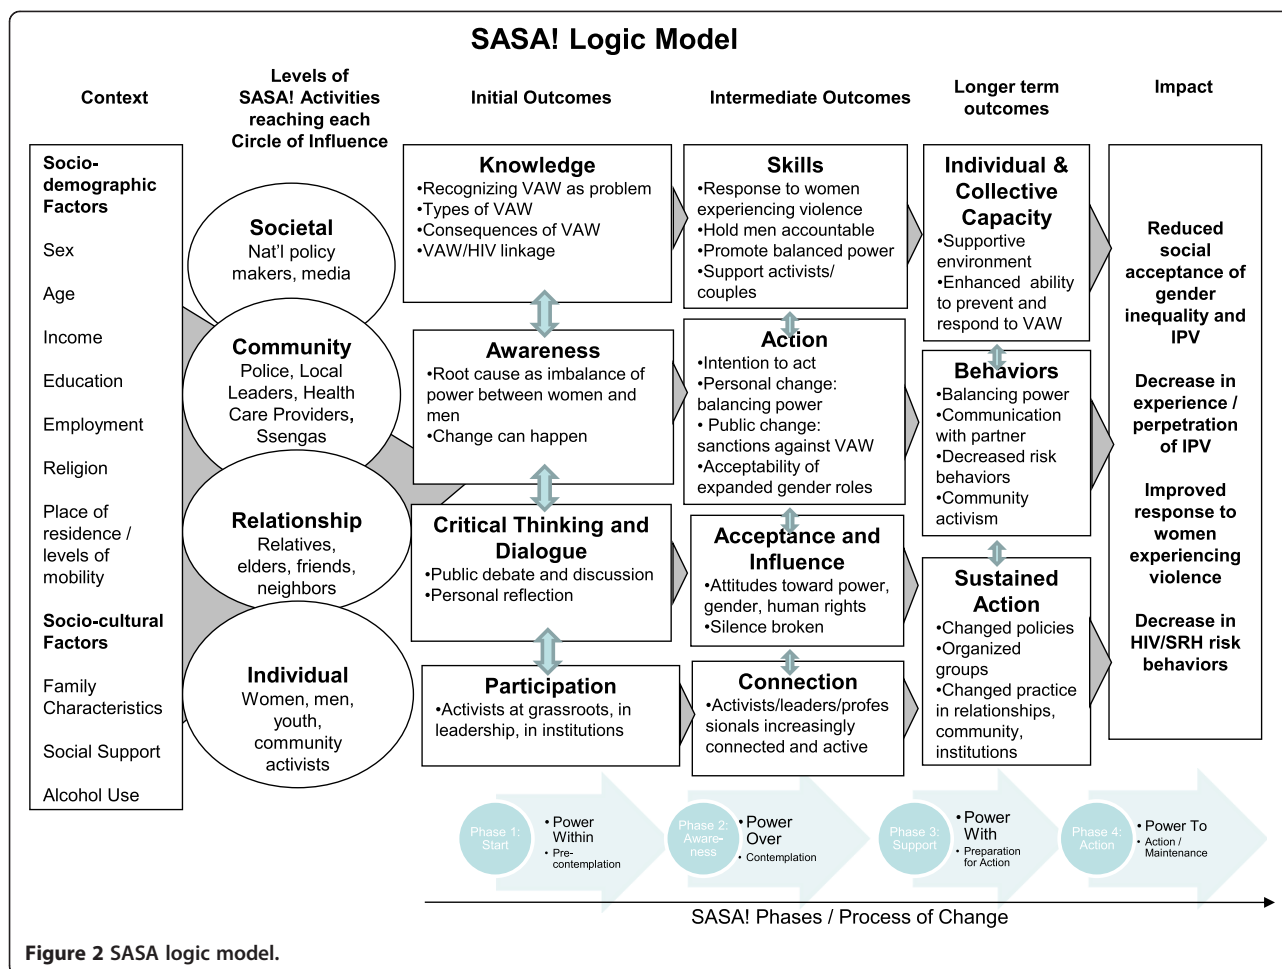 SASA! Logic Model
Context
Levels of
SASA! Activities
reaching each
Circle of Influence
Initial Outcomes
Intermediate Outcomes
Longer term
outcomes
Impact
Socio-
demographic
Factors
Sex
Age
Income
Education
Employment
Religion
Place of
residence /
levels of
mobility
Socio-cultural
Factors
Family
Characteristics
Social Support
Alcohol Use
Societal
Nat'l policy
makers, media
Community
Police, Local
Leaders, Health
Care Providers,
Ssengas
Relationship
Relatives,
elders, friends,
neighbors
Individual
Women, men,
youth,
community
activists
Knowledge
•Recognizing VAW as problem
•Types of VAW
•Consequences of VAW
•VAW/HIV linkage
Awareness
•Root cause as imbalance of
power between women and
men
•Change can happen
Critical Thinking and
Dialogue
•Public debate and discussion
•Personal reflection
Participation
•Activists at grassroots, in
leadership, in institutions
Skills
•Response to women
experiencing violence
•Hold men accountable
•Promote balanced power
•Support activists/
couples
Action
•Intention to act
•Personal change:
balancing power
• Public change:
sanctions against VAW
•Acceptability of
expanded gender roles
Acceptance and
Influence
•Attitudes toward power,
gender, human rights
•Silence broken
Connection
•Activists/leaders/profes
sionals increasingly
connected and active
Individual &
Collective
Capacity
•Supportive
environment
•Enhanced ability
to prevent and
respond to VAW
Behaviors
•Balancing power
•Communication
with partner
•Decreased risk
behaviors
•Community
activism
Sustained
Action
•Changed policies
•Organized
groups
•Changed practice
in relationships,
community,
institutions
Reduced
social
acceptance of
gender
inequality and
IPV
Decrease in
experience /
perpetration
of IPV
Improved
response to
women
experiencing
violence
Decrease in
HIV/SRH risk
behaviors
Phase 1:
Start
• Power
Within
• Pre-
contemplation
Phase 2:
Aware-
ness
• Power
Over
• Contemplation
Phase 3:
Support
• Power
With
• Preparation
for Action
Phase 4:
Action
• Power To
• Action /
Maintenance
SASA! Phases / Process of Change
Figure 2 SASA logic model.